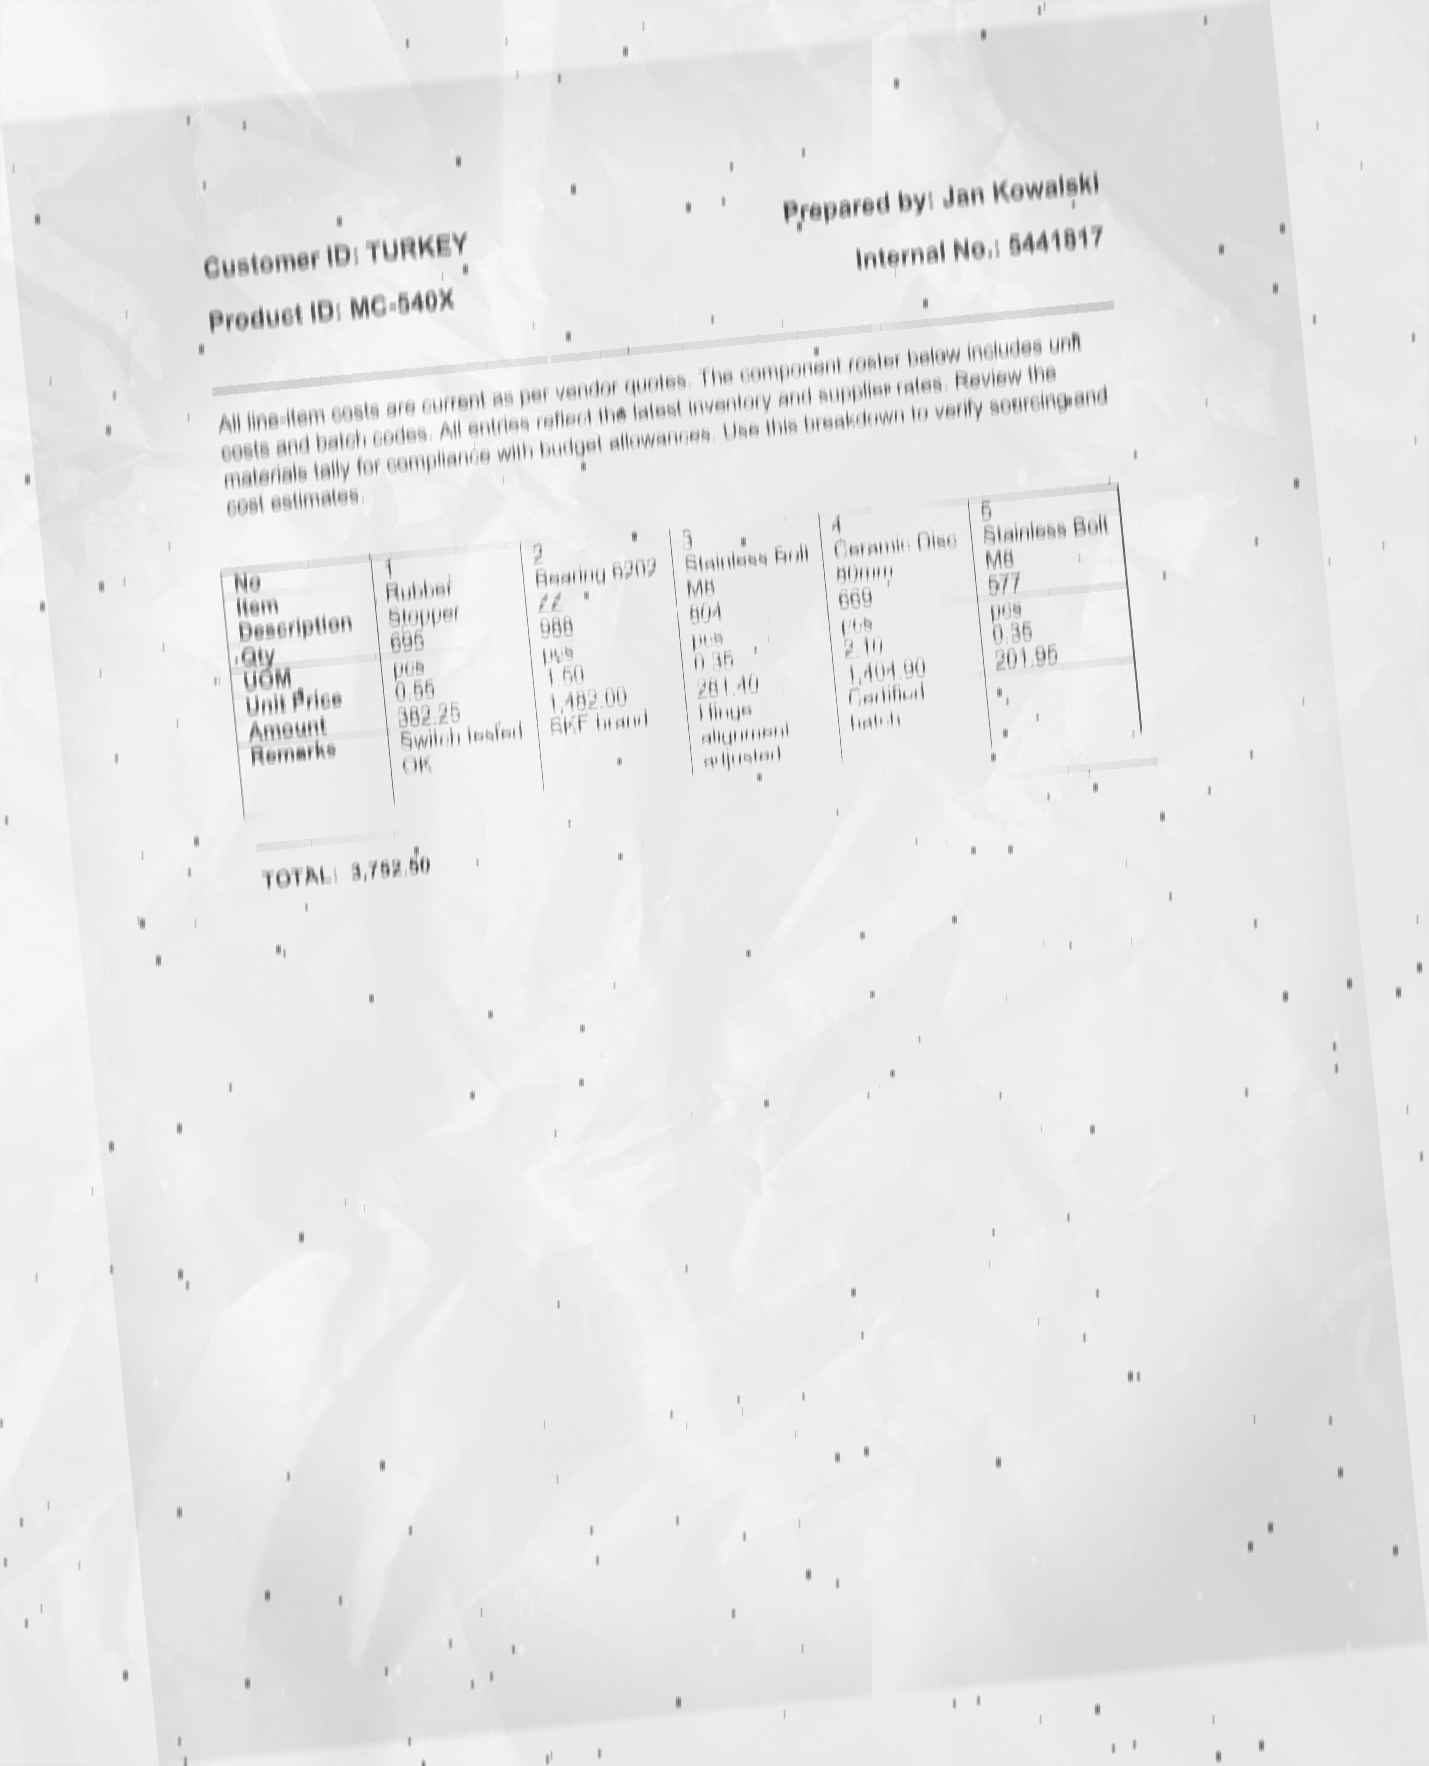 Customer ID: TURKEY
Product ID: MC-540X
Prepared by: Jan Kowalski
Internal No.: 5441817
All line-item costs are current as per vendor quotes. The component roster below includes unit
costs and batch codes. All entries reflect the latest inventory and supplier rates. Review the
materials tally for compliance with budget allowances. Use this breakdown to verify sourcing and
cost estimates.
No
Item
Description
Qty
UOM
Unit Price
Amount
Remarks
1
Rubber
Stopper
695
pcs
0.55
382.25
Switch tested
OK
2
Bearing 6202
ZZ
988
pcs
1.50
1,482.00
SKF brand
3
Stainless Bolt
M8
804
pcs
0.35
281.40
Hinge
alignment
adjusted
4
Ceramic Disc
80mm
669
pcs
2.10
1,404.90
Certified
batch
5
Stainless Bolt
M8
577
pcs
0.35
201.95
TOTAL: 3,752.50